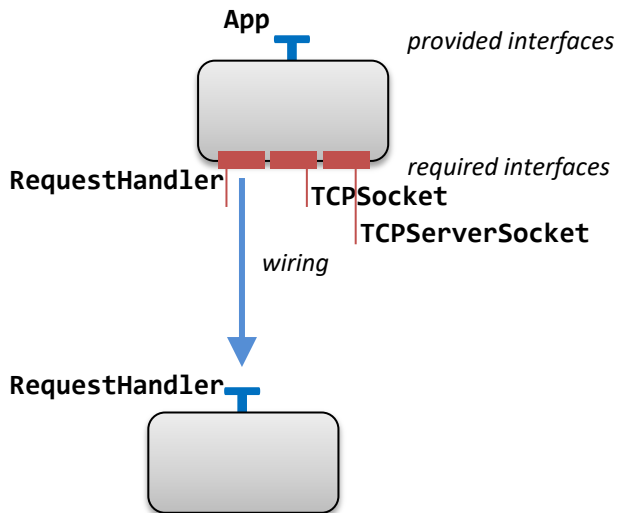 App
provided interfaces
required interfaces
RequestHandler
TCPSocket
TCPServerSocket
wiring
RequestHandler